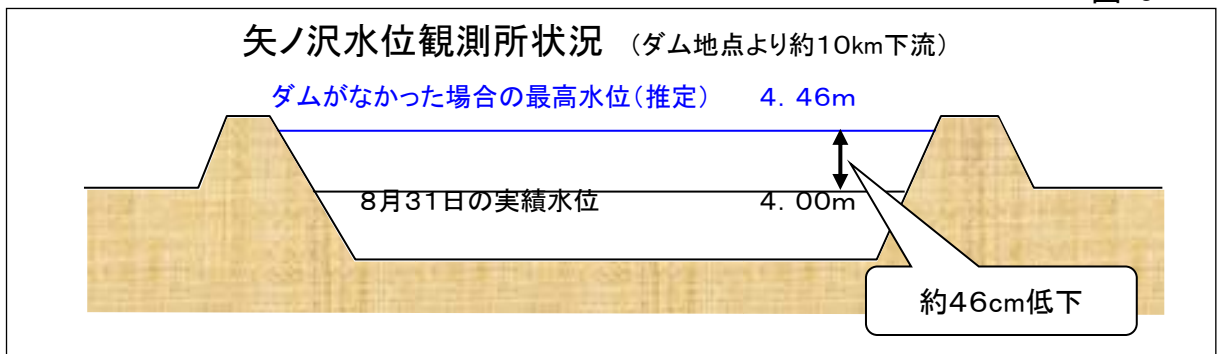 矢ノ沢水位観測所状況 （ダム地点より約１０km下流）
ダムがなかった場合の最高水位（推定） ４．４６m
８月３１日の実績水位 ４．００m
約４６cm低下